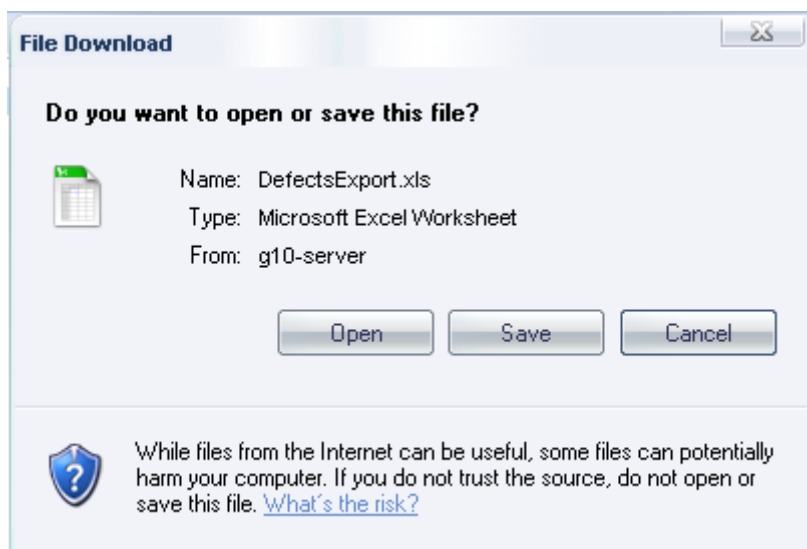 File Download
Do you want to open or save this file?
Name: DefectsExport.xls
Type: Microsoft Excel Worksheet
From: g10-server
Open Save Cancel
While files from the Internet can be useful, some files can potentially
harm your computer. If you do not trust the source, do not open or
save this file. What's the risk?